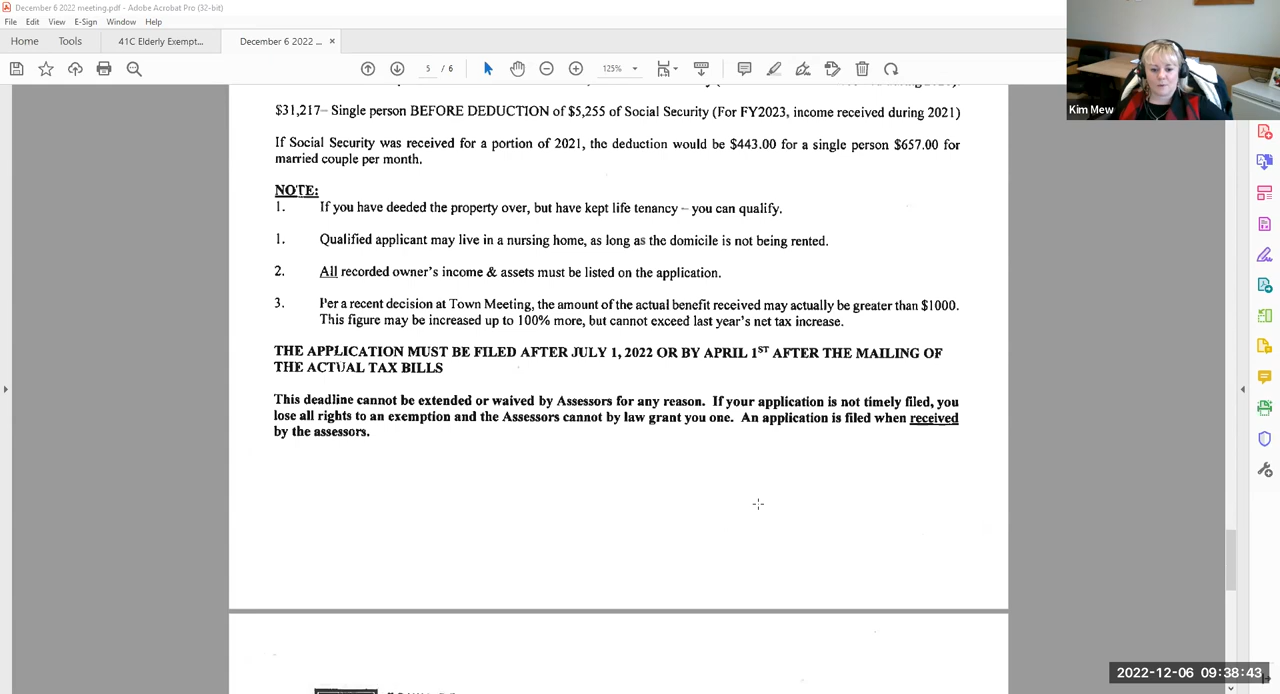 December 6 2022 meeting.pdf - Adobe Acrobat Pro (32-bit)
File Edit View E-Sign Window Help
Home Tools 41C Elderly Exempt... December 6 2022 ... ×
5 / 6 125%
Kim Mew
$31,217– Single person BEFORE DEDUCTION of $5,255 of Social Security (For FY2023, income received during 2021)
If Social Security was received for a portion of 2021, the deduction would be $443.00 for a single person $657.00 for
married couple per month.
NOTE:
1. If you have deeded the property over, but have kept life tenancy – you can qualify.
1. Qualified applicant may live in a nursing home, as long as the domicile is not being rented.
2. All recorded owner's income & assets must be listed on the application.
3. Per a recent decision at Town Meeting, the amount of the actual benefit received may actually be greater than $1000.
This figure may be increased up to 100% more, but cannot exceed last year's net tax increase.
THE APPLICATION MUST BE FILED AFTER JULY 1, 2022 OR BY APRIL 1ST AFTER THE MAILING OF
THE ACTUAL TAX BILLS
This deadline cannot be extended or waived by Assessors for any reason. If your application is not timely filed, you
lose all rights to an exemption and the Assessors cannot by law grant you one. An application is filed when received
by the assessors.
2022-12-06 09:38:43